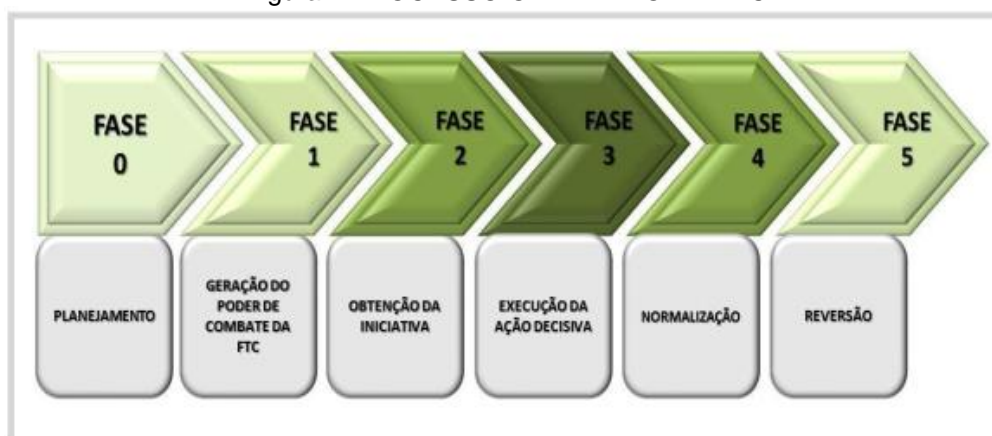 FASE
0
FASE
1
FASE
2
FASE
3
FASE
4
FASE
5
PLANEJAMENTO
GERAÇÃO DO
PODER DE
COMBATE DA
FTC
OBTENÇÃO DA
INICIATIVA
EXECUÇÃO DA
AÇÃO DECISIVA
NORMALIZAÇÃO
REVERSÃO